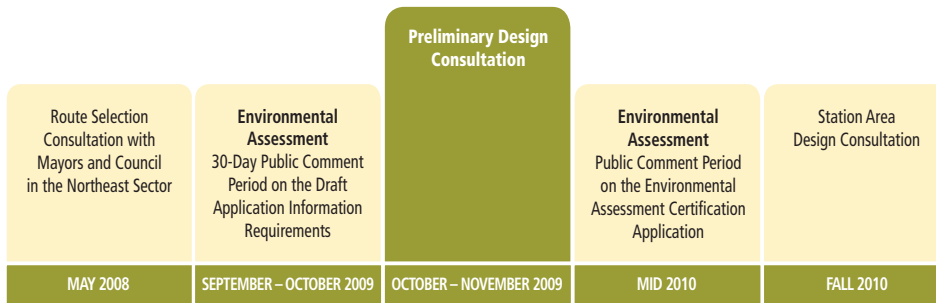 Preliminary Design
Consultation
Route Selection
Consultation with
Mayors and Council
in the Northeast Sector
Environmental
Assessment
30-Day Public Comment
Period on the Draft
Application Information
Requirements
Environmental
Assessment
Public Comment Period
on the Environmental
Assessment Certification
Application
Station Area
Design Consultation
MAY 2008
SEPTEMBER – OCTOBER 2009
OCTOBER – NOVEMBER 2009
MID 2010
FALL 2010